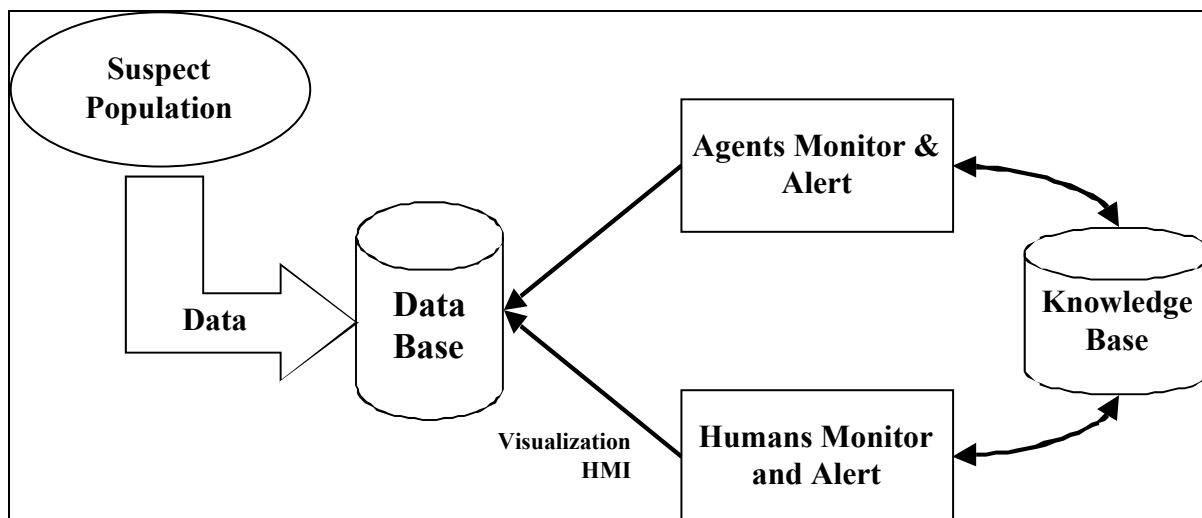 Suspect
Population
Agents Monitor &
Alert
Data
Data
Base
Knowledge
Base
Visualization
HMI
Humans Monitor
and Alert